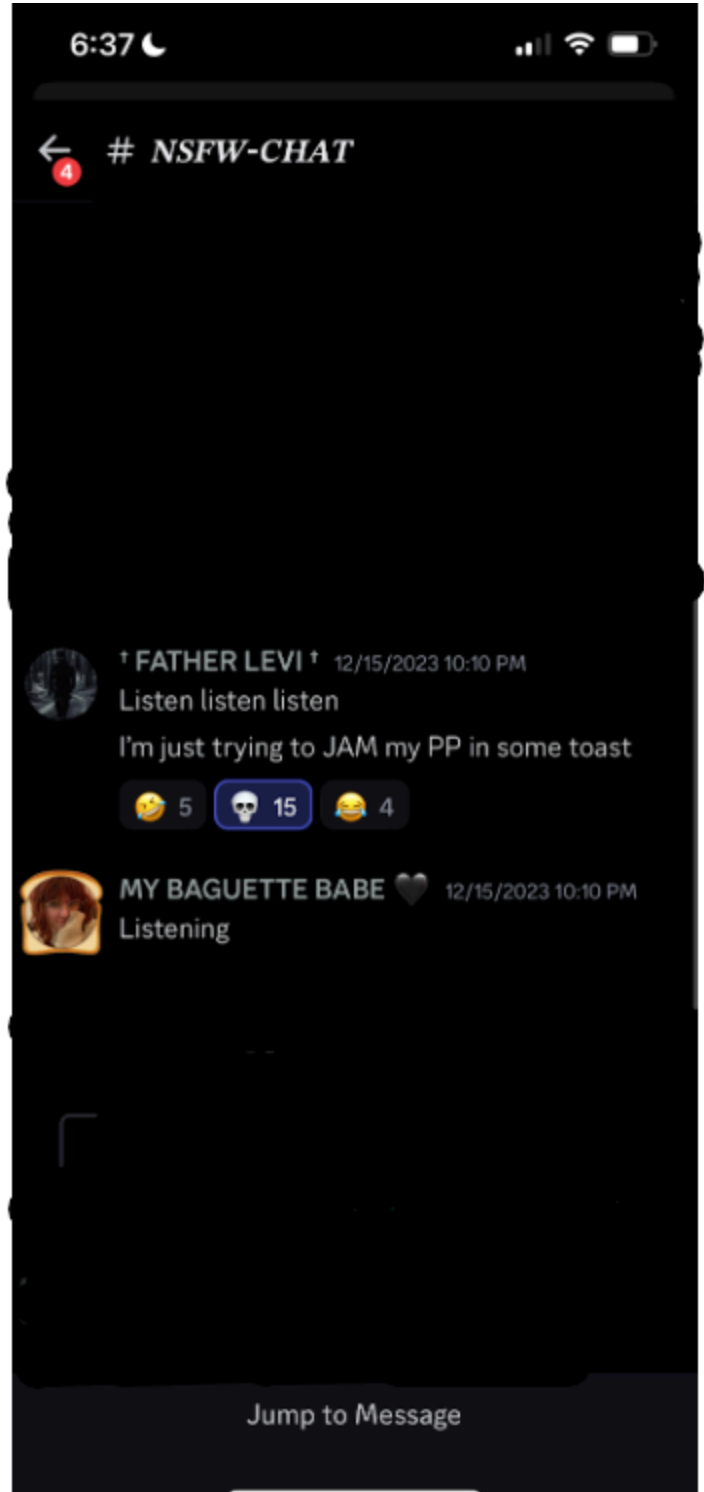 6:37
4
# NSFW-CHAT
† FATHER LEVI † 12/15/2023 10:10 PM
Listen listen listen
I'm just trying to JAM my PP in some toast
🤣 5 💀 15 😂 4
MY BAGUETTE BABE 🖤 12/15/2023 10:10 PM
Listening
Jump to Message